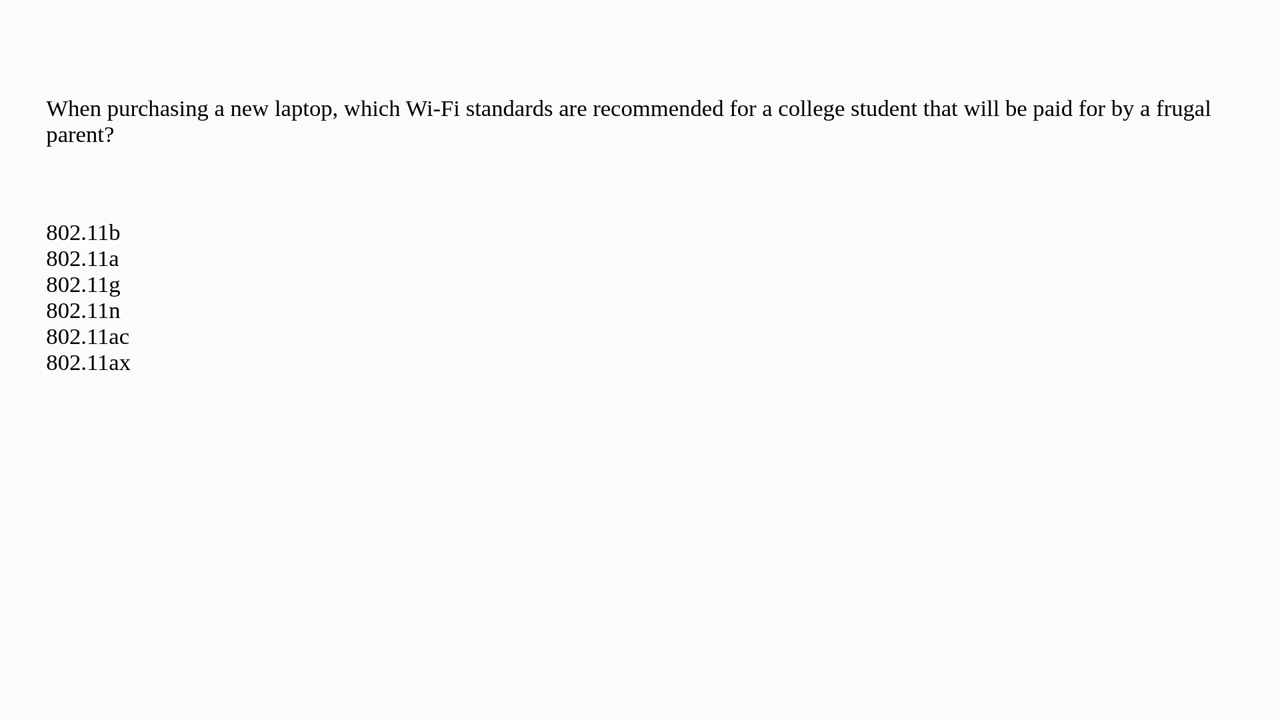 When purchasing a new laptop, which Wi-Fi standards are recommended for a college student that will be paid for by a frugal
parent?
802.11b
802.11a
802.11g
802.11n
802.11ac
802.11ax